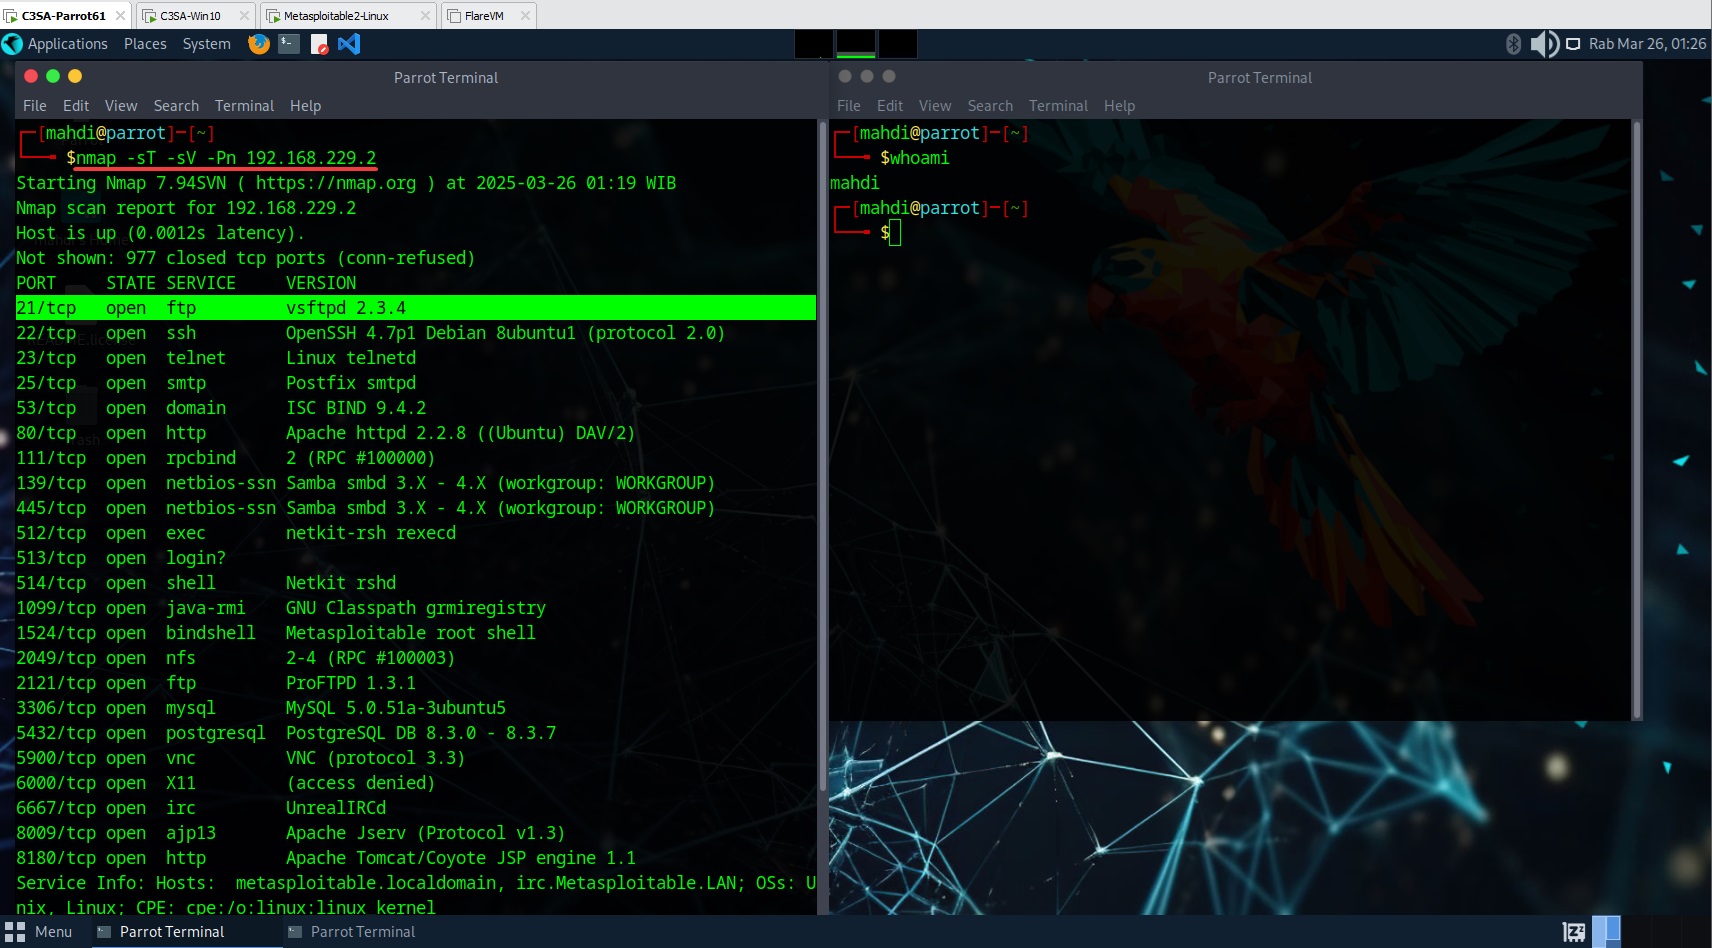 C3SA-Parrot61 C3SA-Win10 Metasploitable2-Linux FlareVM
Applications Places System Rab Mar 26, 01:26
Parrot Terminal
File Edit View Search Terminal Help
┌─[mahdi@parrot]─[~]
└──╼ $nmap -sT -sV -Pn 192.168.229.2
Starting Nmap 7.94SVN ( https://nmap.org ) at 2025-03-26 01:19 WIB
Nmap scan report for 192.168.229.2
Host is up (0.0012s latency).
Not shown: 977 closed tcp ports (conn-refused)
PORT STATE SERVICE VERSION
21/tcp open ftp vsftpd 2.3.4
22/tcp open ssh OpenSSH 4.7p1 Debian 8ubuntu1 (protocol 2.0)
23/tcp open telnet Linux telnetd
25/tcp open smtp Postfix smtpd
53/tcp open domain ISC BIND 9.4.2
80/tcp open http Apache httpd 2.2.8 ((Ubuntu) DAV/2)
111/tcp open rpcbind 2 (RPC #100000)
139/tcp open netbios-ssn Samba smbd 3.X - 4.X (workgroup: WORKGROUP)
445/tcp open netbios-ssn Samba smbd 3.X - 4.X (workgroup: WORKGROUP)
512/tcp open exec netkit-rsh rexecd
513/tcp open login?
514/tcp open shell Netkit rshd
1099/tcp open java-rmi GNU Classpath grmiregistry
1524/tcp open bindshell Metasploitable root shell
2049/tcp open nfs 2-4 (RPC #100003)
2121/tcp open ftp ProFTPD 1.3.1
3306/tcp open mysql MySQL 5.0.51a-3ubuntu5
5432/tcp open postgresql PostgreSQL DB 8.3.0 - 8.3.7
5900/tcp open vnc VNC (protocol 3.3)
6000/tcp open X11 (access denied)
6667/tcp open irc UnrealIRCd
8009/tcp open ajp13 Apache Jserv (Protocol v1.3)
8180/tcp open http Apache Tomcat/Coyote JSP engine 1.1
Service Info: Hosts:  metasploitable.localdomain, irc.Metasploitable.LAN; OSs: U
nix, Linux; CPE: cpe:/o:linux:linux_kernel
Parrot Terminal
File Edit View Search Terminal Help
┌─[mahdi@parrot]─[~]
└──╼ $whoami
mahdi
┌─[mahdi@parrot]─[~]
└──╼ $
Menu Parrot Terminal Parrot Terminal